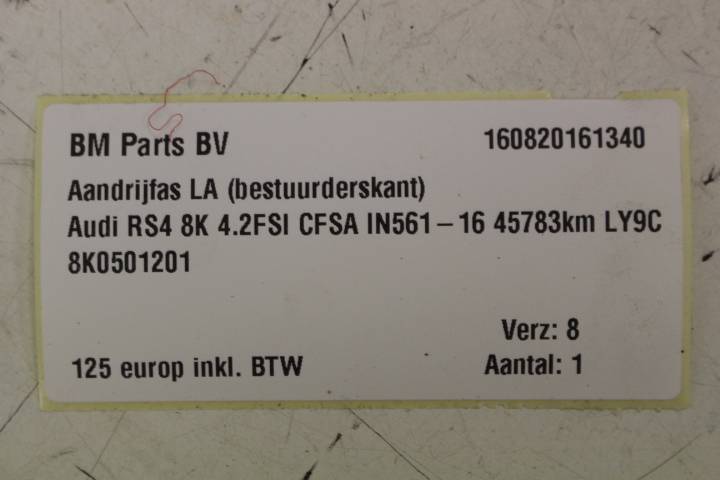 BM Parts BV 160820161340
Aandrijfas LA (bestuurderskant)
Audi RS4 8K 4.2FSI CFSA IN561-16 45783km LY9C
8K0501201
Verz: 8
125 europ inkl. BTW Aantal: 1